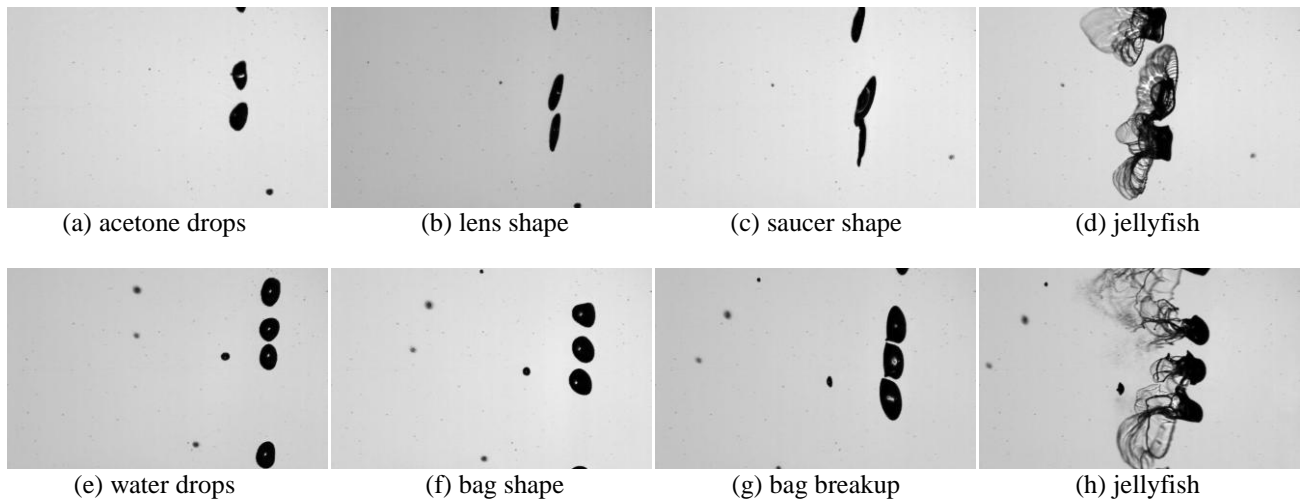 (a) acetone drops
(b) lens shape
(c) saucer shape
(d) jellyfish
(e) water drops
(f) bag shape
(g) bag breakup
(h) jellyfish